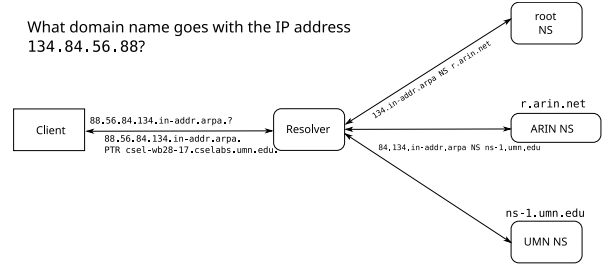 What domain name goes with the IP address
134.84.56.88?
root
NS
134.in-addr.arpa NS r.arin.net
r.arin.net
88.56.84.134.in-addr.arpa.?
Client
Resolver
ARIN NS
88.56.84.134.in-addr.arpa.
PTR csel-wb28-17.cselabs.umn.edu.
84.134.in-addr.arpa NS ns-1.umn.edu
ns-1.umn.edu
UMN NS